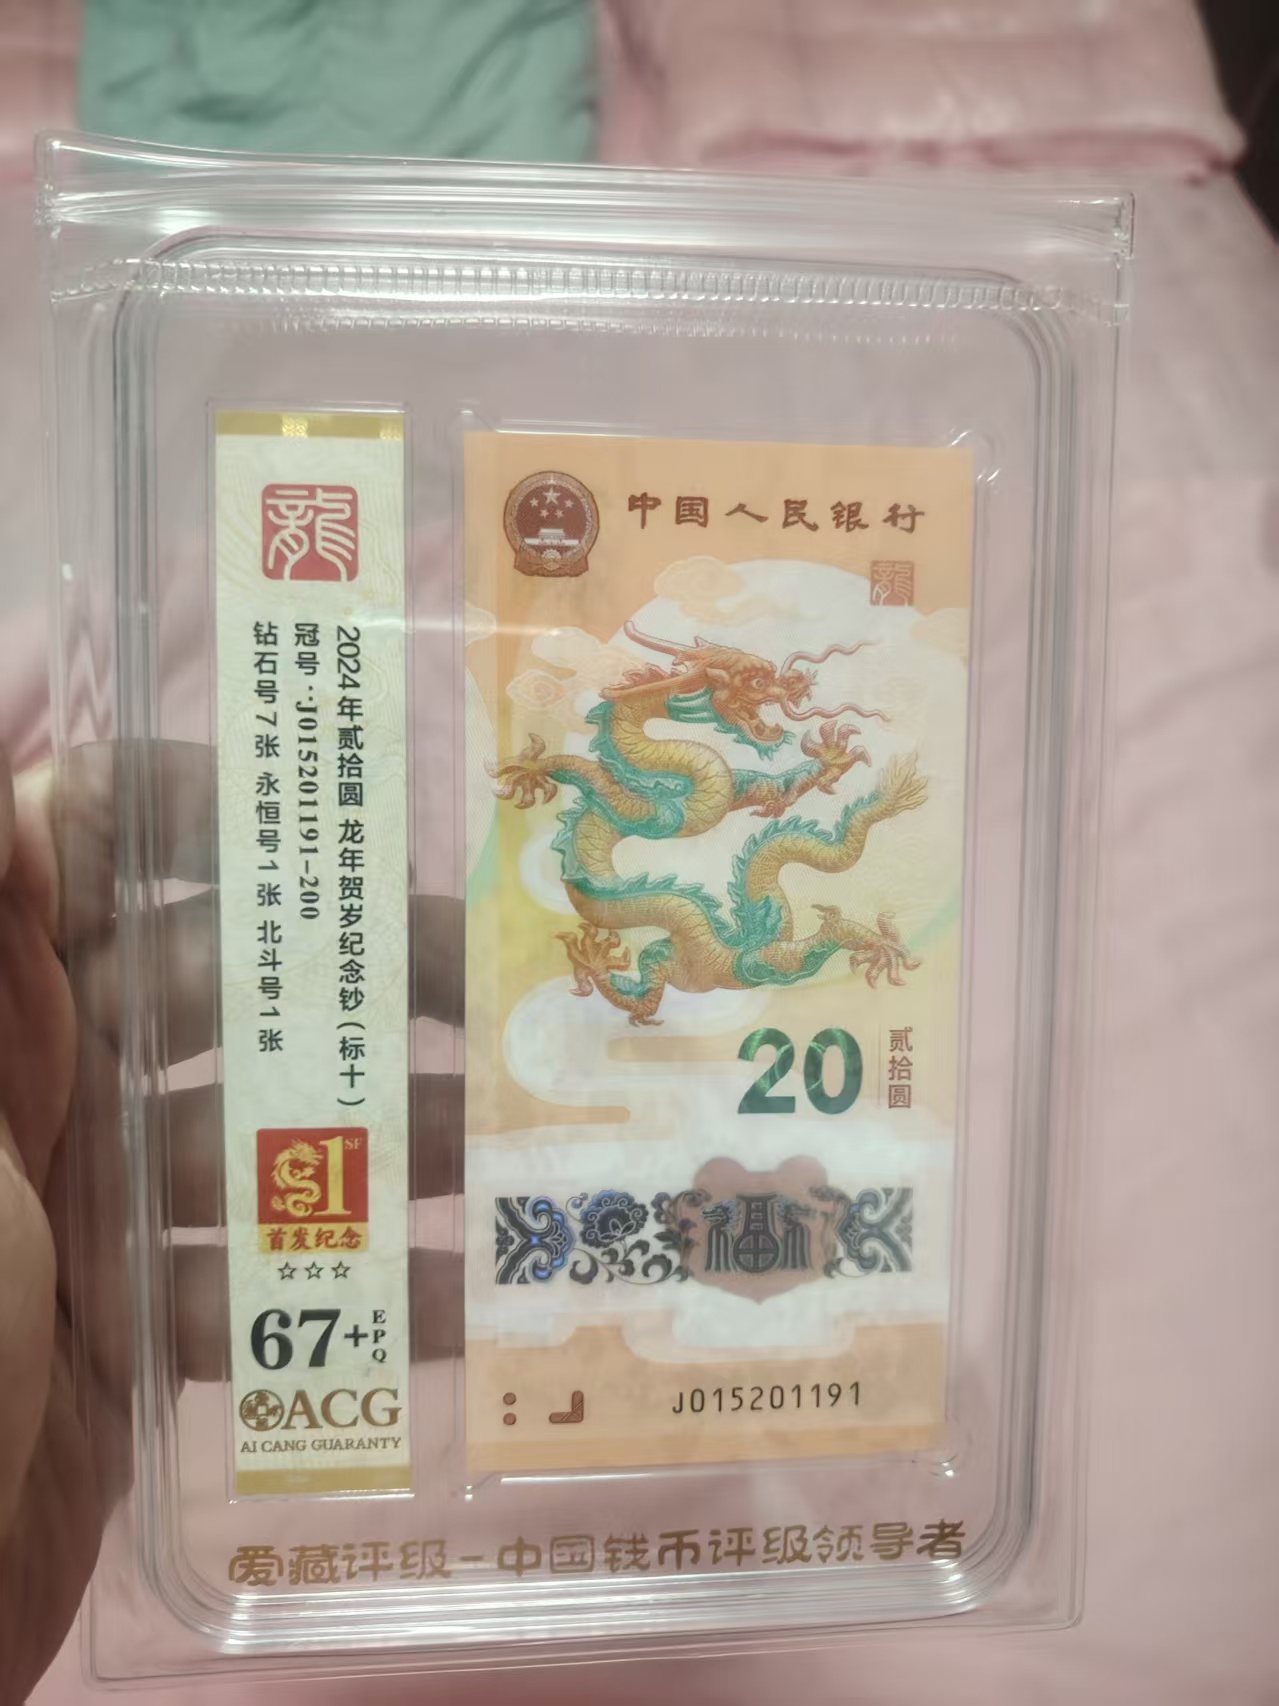 龍
2024年贰拾圆 龙年贺岁纪念钞(标十)
冠号:J015201191-200
钻石号7张 永恒号1张 北斗号1张
1 SF
首发纪念
☆☆☆
67+ EPQ
ACG
AI CANG GUARANTY
中国人民银行
龍
20
贰拾圆
福
J015201191
爱藏评级-中国钱币评级领导者